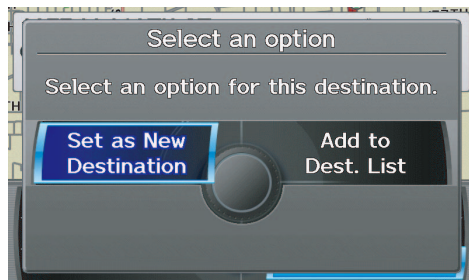 Select an option
Select an option for this destination.
Set as New
Destination
Add to
Dest. List